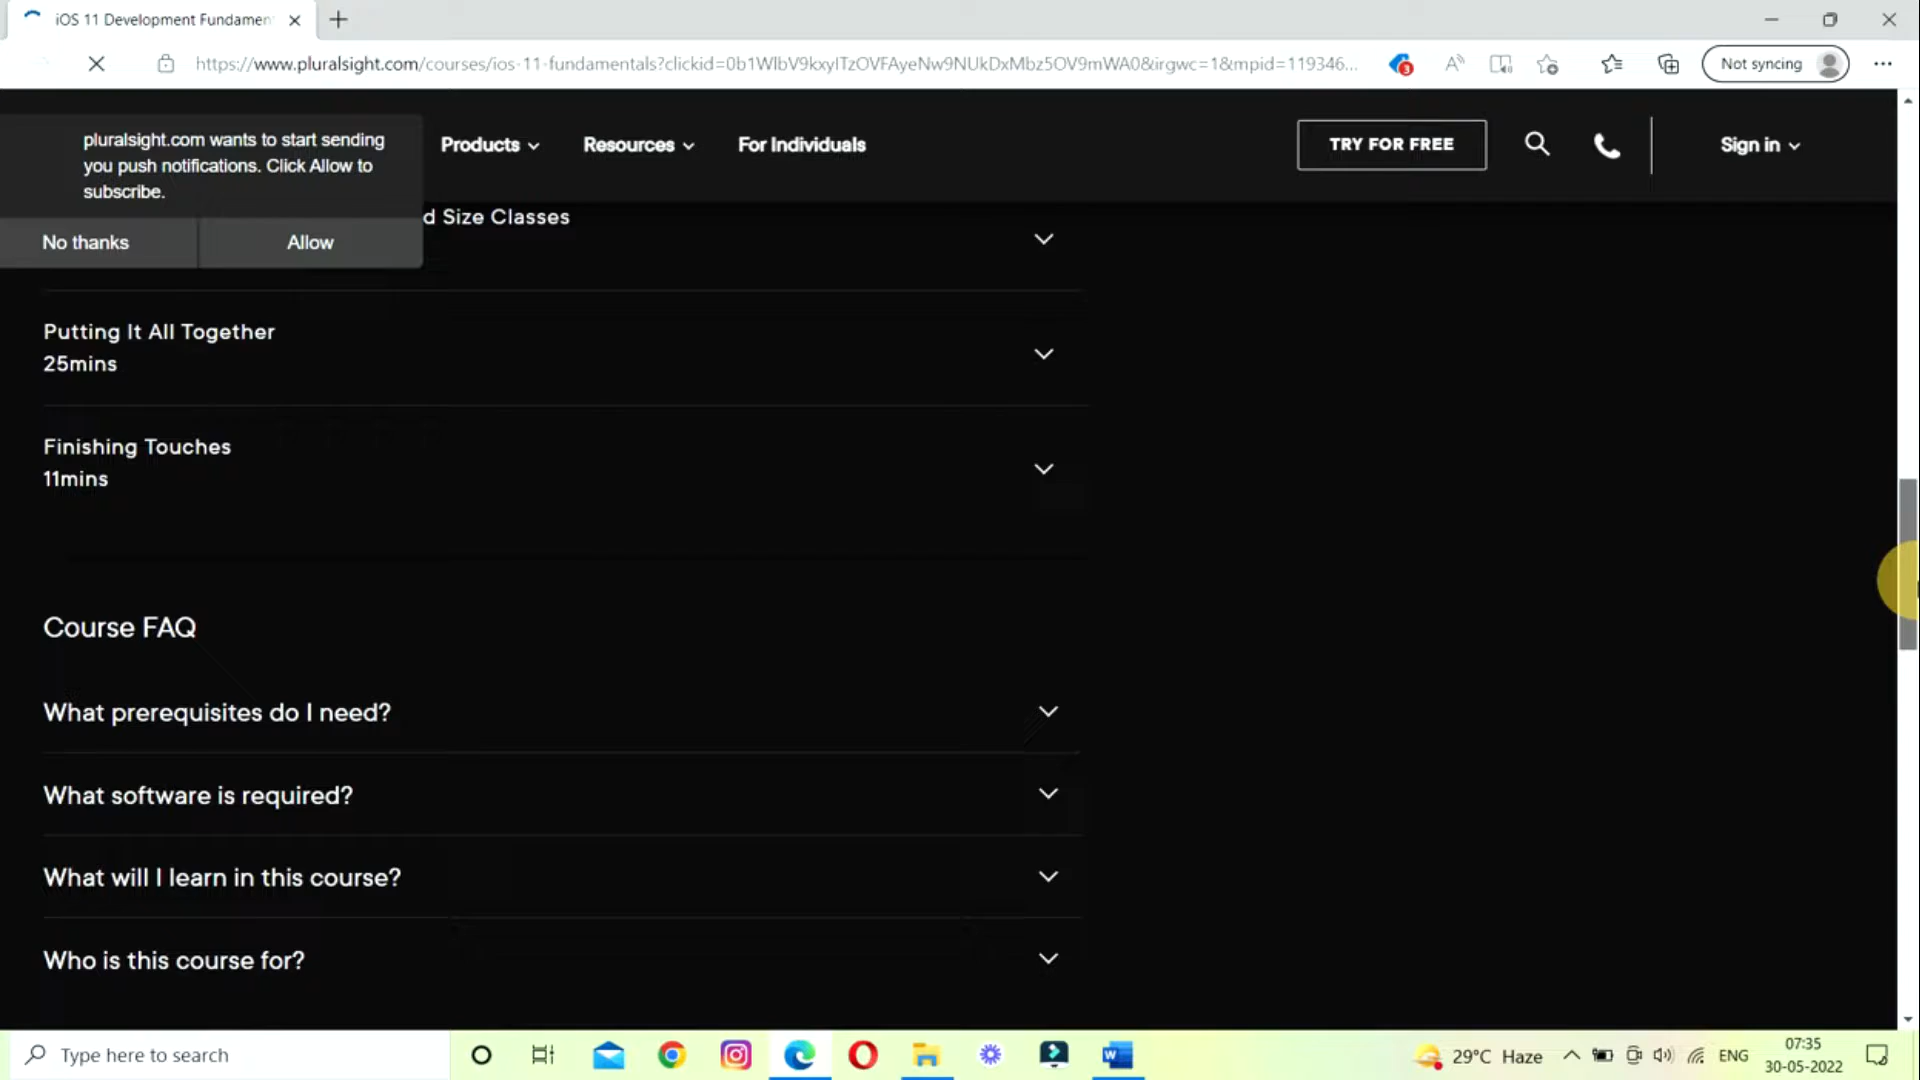 iOS 11 Development Fundamen
https://www.pluralsight.com/courses/ios-11-fundamentals?clickid=0b1WlbV9kxyITzOVFAyeNw9NUkDxMbz5OV9mWA0&irgwc=1&mpid=119346...
3
Not syncing
pluralsight.com wants to start sending
you push notifications. Click Allow to
subscribe.
No thanks
Allow
Products
Resources
For Individuals
TRY FOR FREE
Sign in
d Size Classes
Putting It All Together
25mins
Finishing Touches
11mins
Course FAQ
What prerequisites do I need?
What software is required?
What will I learn in this course?
Who is this course for?
Type here to search
29°C Haze
ENG
07:35
30-05-2022